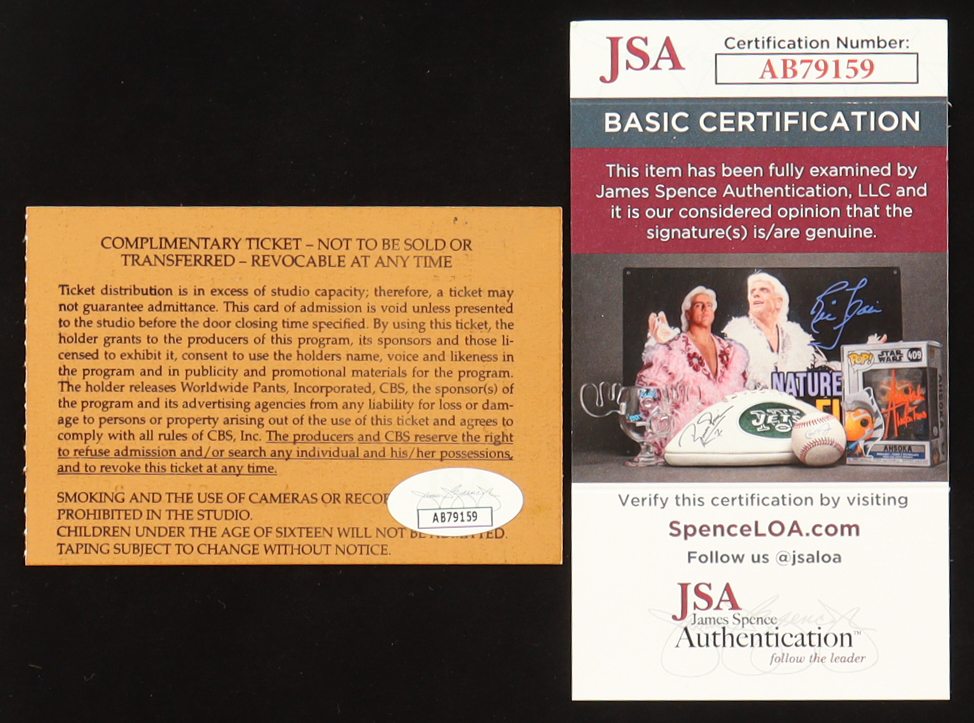 COMPLIMENTARY TICKET – NOT TO BE SOLD OR
TRANSFERRED – REVOCABLE AT ANY TIME
Ticket distribution is in excess of studio capacity; therefore, a ticket may
not guarantee admittance. This card of admission is void unless presented
to the studio before the door closing time specified. By using this ticket, the
holder grants to the producers of this program, its sponsors and those li-
censed to exhibit it, consent to use the holders name, voice and likeness in
the program and in publicity and promotional materials for the program.
The holder releases Worldwide Pants, Incorporated, CBS, the sponsor(s) of
the program and its advertising agencies from any liability for loss or dam-
age to persons or property arising out of the use of this ticket and agrees to
comply with all rules of CBS, Inc. The producers and CBS reserve the right
to refuse admission and/or search any individual and his/her possessions,
and to revoke this ticket at any time.
SMOKING AND THE USE OF CAMERAS OR RECOR
PROHIBITED IN THE STUDIO.
CHILDREN UNDER THE AGE OF SIXTEEN WILL NOT BE ADMITTED.
TAPING SUBJECT TO CHANGE WITHOUT NOTICE.
AB79159
JSA
Certification Number:
AB79159
BASIC CERTIFICATION
This item has been fully examined by
James Spence Authentication, LLC and
it is our considered opinion that the
signature(s) is/are genuine.
NATURE
JETS
POP!
STAR WARS
409
AHSOKA
Verify this certification by visiting
SpenceLOA.com
Follow us @jsaloa
JSA
James Spence
Authentication™
follow the leader